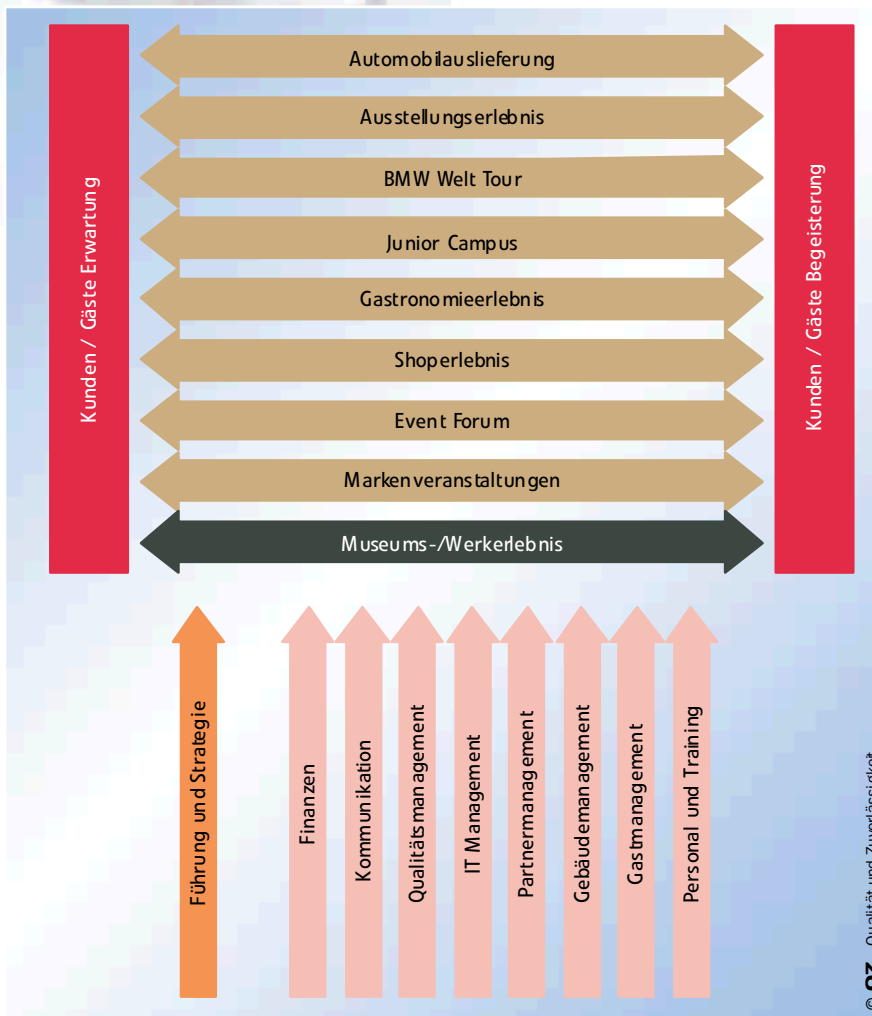 Automobilauslieferung
Ausstellungserlebnis
BMW Welt Tour
Junior Campus
Gastronomieerlebnis
Shoperlebnis
Event Forum
Markenveranstaltungen
Museums-/Werkerlebnis
Kunden / Gäste Erwartung
Kunden / Gäste Begeisterung
Führung und Strategie
Finanzen
Kommunikation
Qualitätsmanagement
IT Management
Partnermanagement
Gebäudemanagement
Gastmanagement
Personal und Training
© QZ Qualität und Zuverlässigkeit